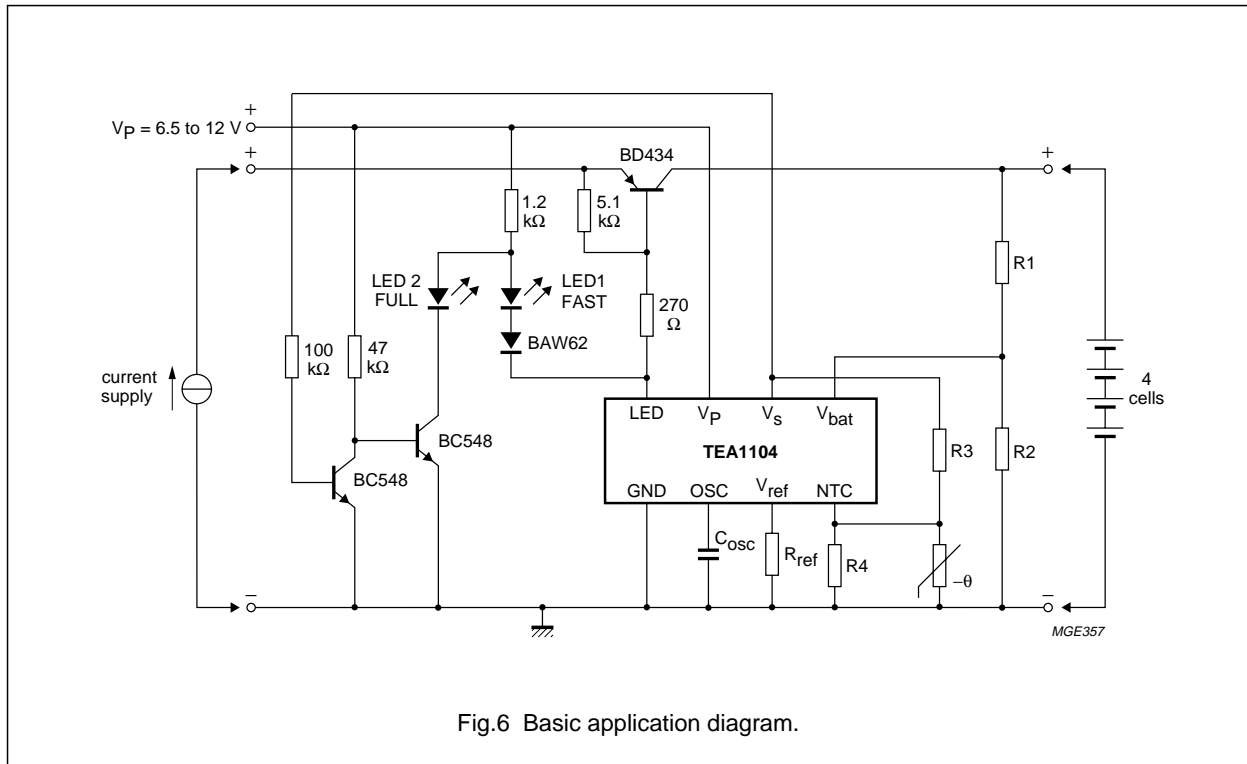 +
VP = 6.5 to 12 V
+
BD434
+
1.2
kΩ
5.1
kΩ
R1
LED 2
FULL
LED1
FAST
270
Ω
100
kΩ
47
kΩ
BAW62
current
supply
4
cells
LED
VP
Vs
Vbat
BC548
TEA1104
R3
R2
BC548
GND
OSC
Vref
NTC
Cosc
Rref
R4
–θ
–
–
MGE357
Fig.6 Basic application diagram.